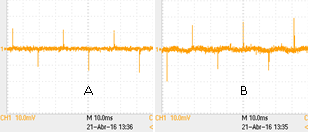 A
B
CH1 10.0mV M 10.0ms
21-Abr-16 13:36
CH1 10.0mV M 10.0ms
21-Abr-16 13:35